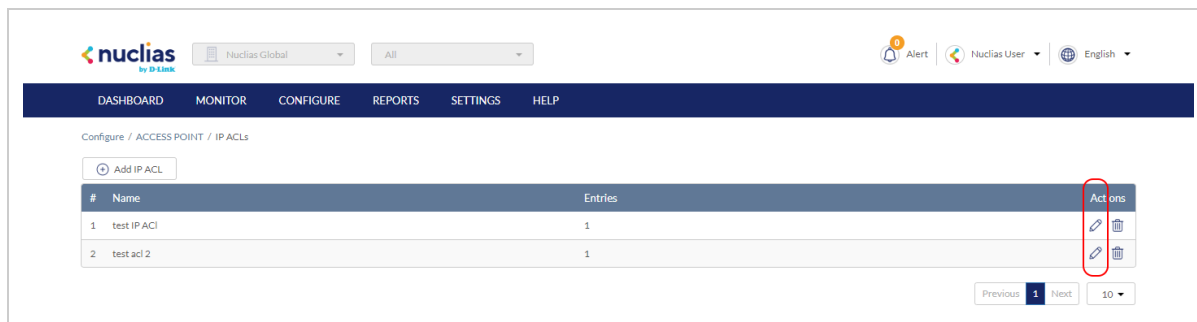 nuclias
by D-Link
Nuclias Global
All
0
Alert
Nuclias User
English
DASHBOARD MONITOR CONFIGURE REPORTS SETTINGS HELP
Configure / ACCESS POINT / IP ACLs
Add IP ACL
# Name Entries Actions
1 test IP ACl 1
2 test acl 2 1
Previous 1 Next 10